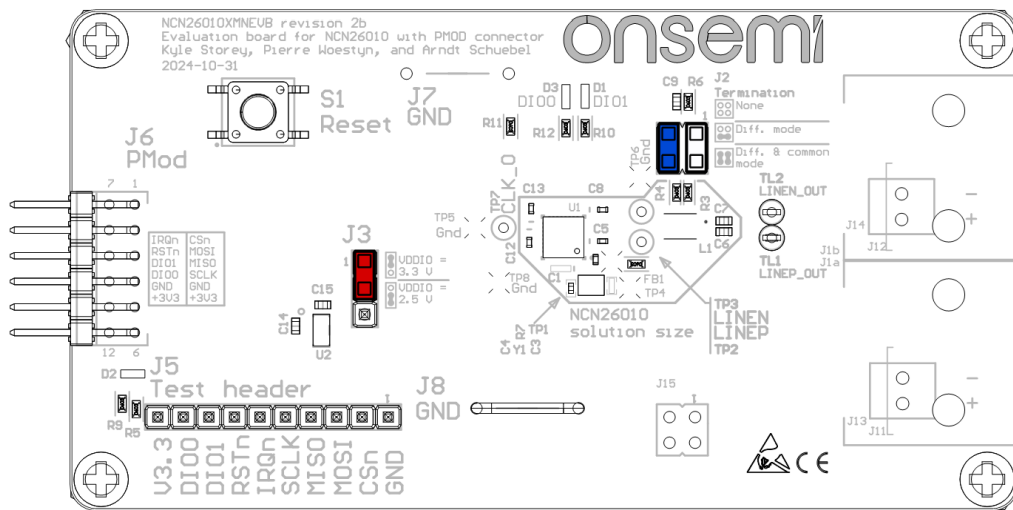 NCN26010XMNEVB revision 2b
Evaluation board for NCN26010 with PMOD connector
Kyle Storey, Pierre Woestyn, and Arndt Schuebel
2024-10-31
onsemi
S1
Reset
J7
GND
D3
DIO0
D1
DIO1
R11
R12
R10
C9
R6
J2
Termination
None
1
Diff. mode
Diff. & common
mode
J6
PMod
7
1
IRQn
CSn
RSTn
MOSI
DIO1
MISO
DIO0
SCLK
GND
GND
+3V3
+3V3
12
6
TP6
Gnd
R4
R3
TP7
CLK_O
C13
C8
U1
C5
C12
C7
C6
L1
TP5
Gnd
TP8
Gnd
C1
FB1
TP4
TL2
LINEN_OUT
TL1
LINEP_OUT
J14
J12
J1b
J1a
-
+
J3
1
VDDIO =
3.3 V
VDDIO =
2.5 V
C15
C14
U2
NCN26010
solution size
TP1
R7
C3
C4
Y1
TP3
LINEN
LINEP
TP2
D2
J5
Test header
R9
R5
1
V3.3
DIO0
DIO1
RSTn
IRQn
SCLK
MISO
MOSI
CSn
GND
J8
GND
J15
1
J13
J11
-
+
CE